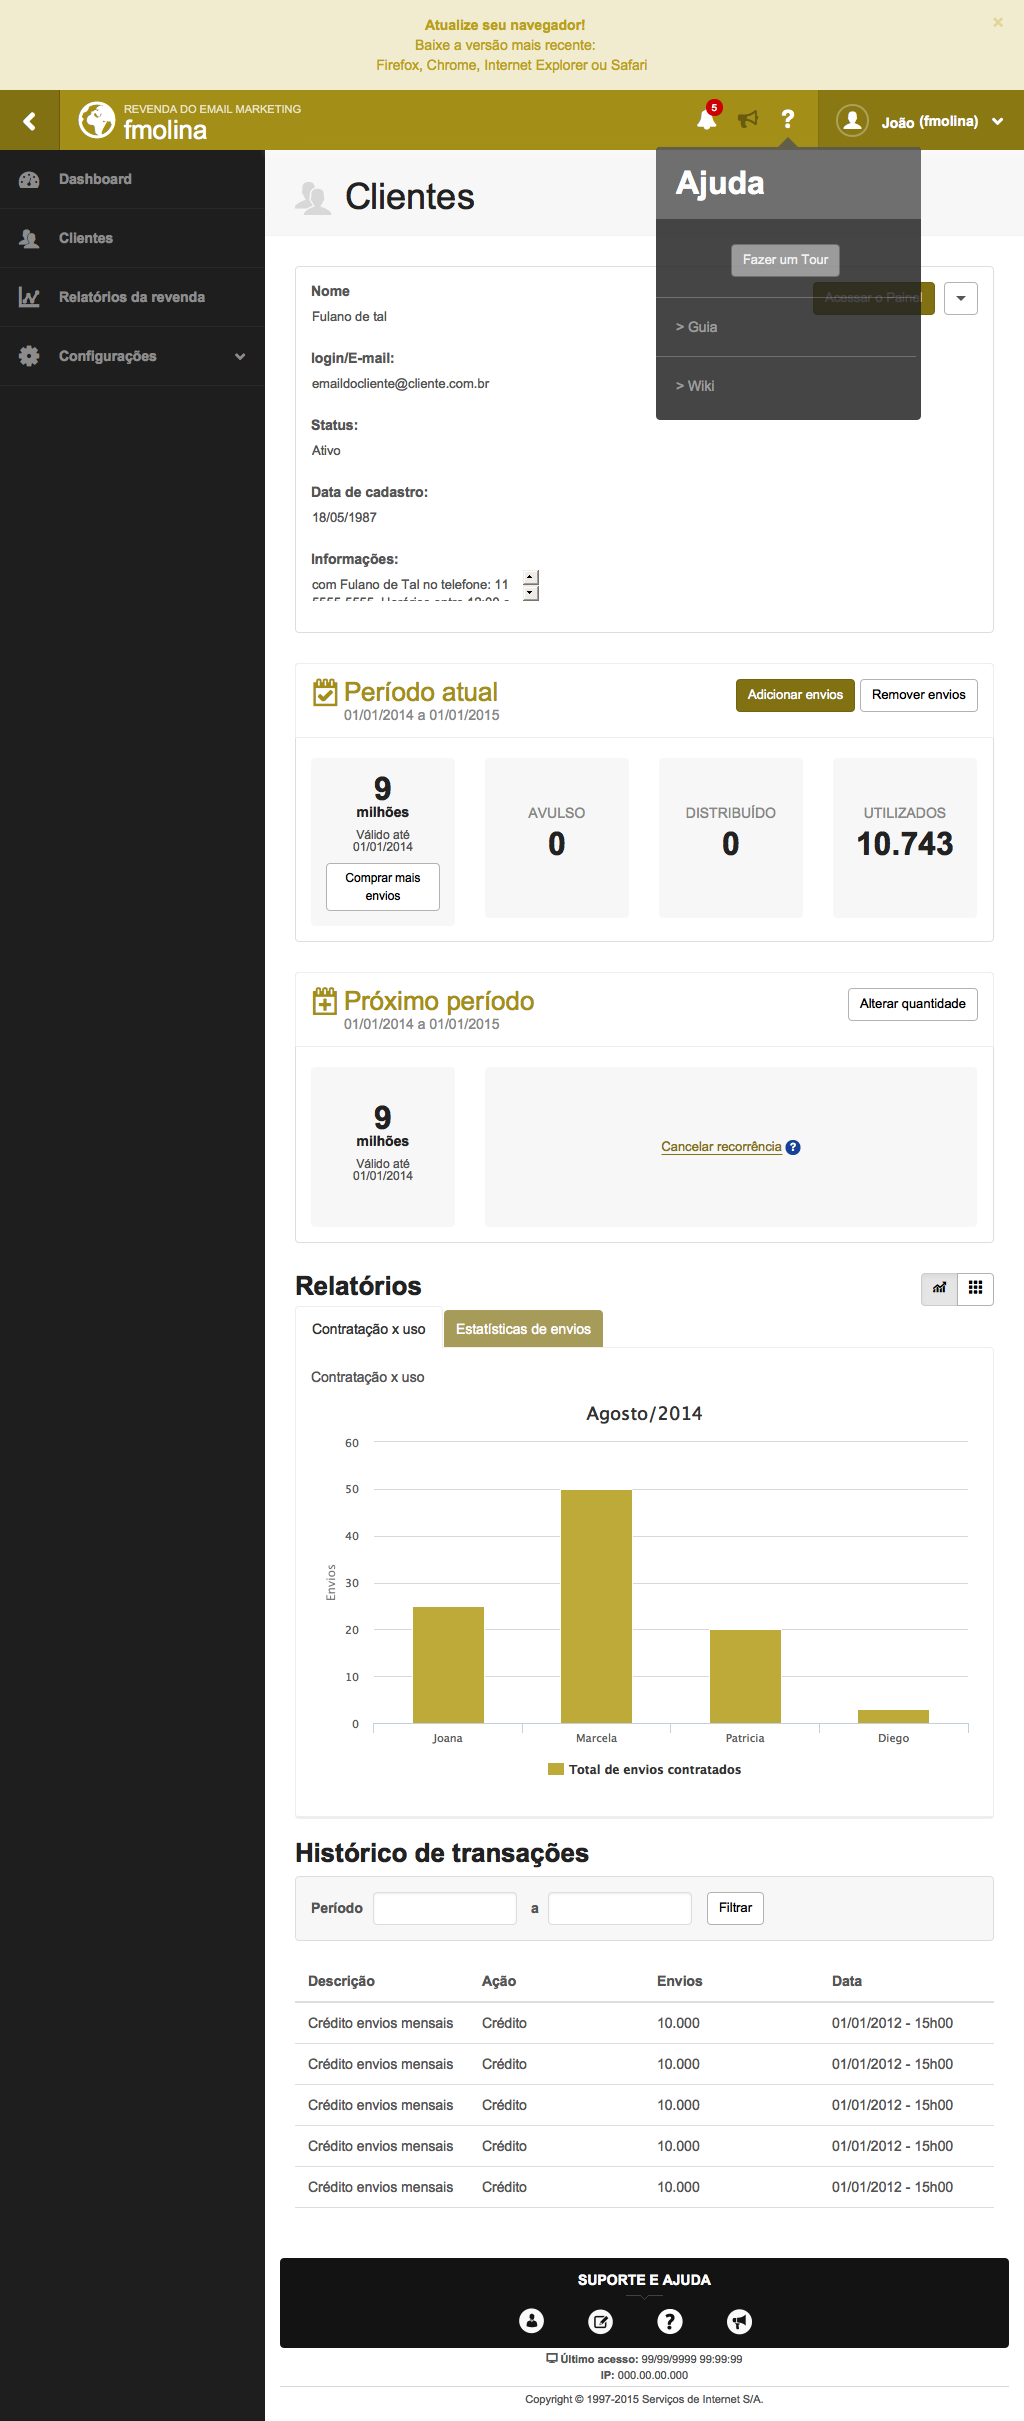 Atualize seu navegador!
×
Baixe a versão mais recente:
Firefox, Chrome, Internet Explorer ou Safari
REVENDA DO EMAIL MARKETING
fmolina
5
?
João (fmolina)
Dashboard
Clientes
Relatórios da revenda
Configurações
Clientes
Ajuda
Fazer um Tour
> Guia
> Wiki
Acessar o Painel
Nome
Fulano de tal
login/E-mail:
emaildocliente@cliente.com.br
Status:
Ativo
Data de cadastro:
18/05/1987
Informações:
com Fulano de Tal no telefone: 11
5555-5555. Horários entre 12:00 e
Período atual
01/01/2014 a 01/01/2015
Adicionar envios
Remover envios
9
milhões
Válido até
01/01/2014
Comprar mais
envios
AVULSO
0
DISTRIBUÍDO
0
UTILIZADOS
10.743
Próximo período
01/01/2014 a 01/01/2015
Alterar quantidade
9
milhões
Válido até
01/01/2014
Cancelar recorrência ?
Relatórios
Contratação x uso
Estatísticas de envios
Contratação x uso
Agosto/2014
Envios
60
50
40
30
20
10
0
Joana
Marcela
Patricia
Diego
Total de envios contratados
Histórico de transações
Período
a
Filtrar
Descrição Ação Envios Data
Crédito envios mensais Crédito 10.000 01/01/2012 - 15h00
Crédito envios mensais Crédito 10.000 01/01/2012 - 15h00
Crédito envios mensais Crédito 10.000 01/01/2012 - 15h00
Crédito envios mensais Crédito 10.000 01/01/2012 - 15h00
Crédito envios mensais Crédito 10.000 01/01/2012 - 15h00
SUPORTE E AJUDA
?
Último acesso: 99/99/9999 99:99:99
IP: 000.00.00.000
Copyright © 1997-2015 Serviços de Internet S/A.